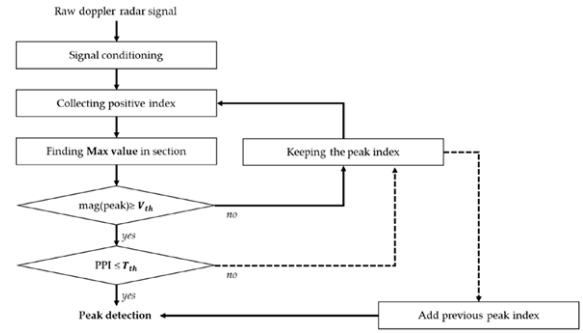 Raw doppler radar signal
Signal conditioning
Collecting positive index
Finding Max value in section
Keeping the peak index
mag(peak)≥ V_th
no
yes
PPI ≤ T_th
no
yes
Peak detection
Add previous peak index